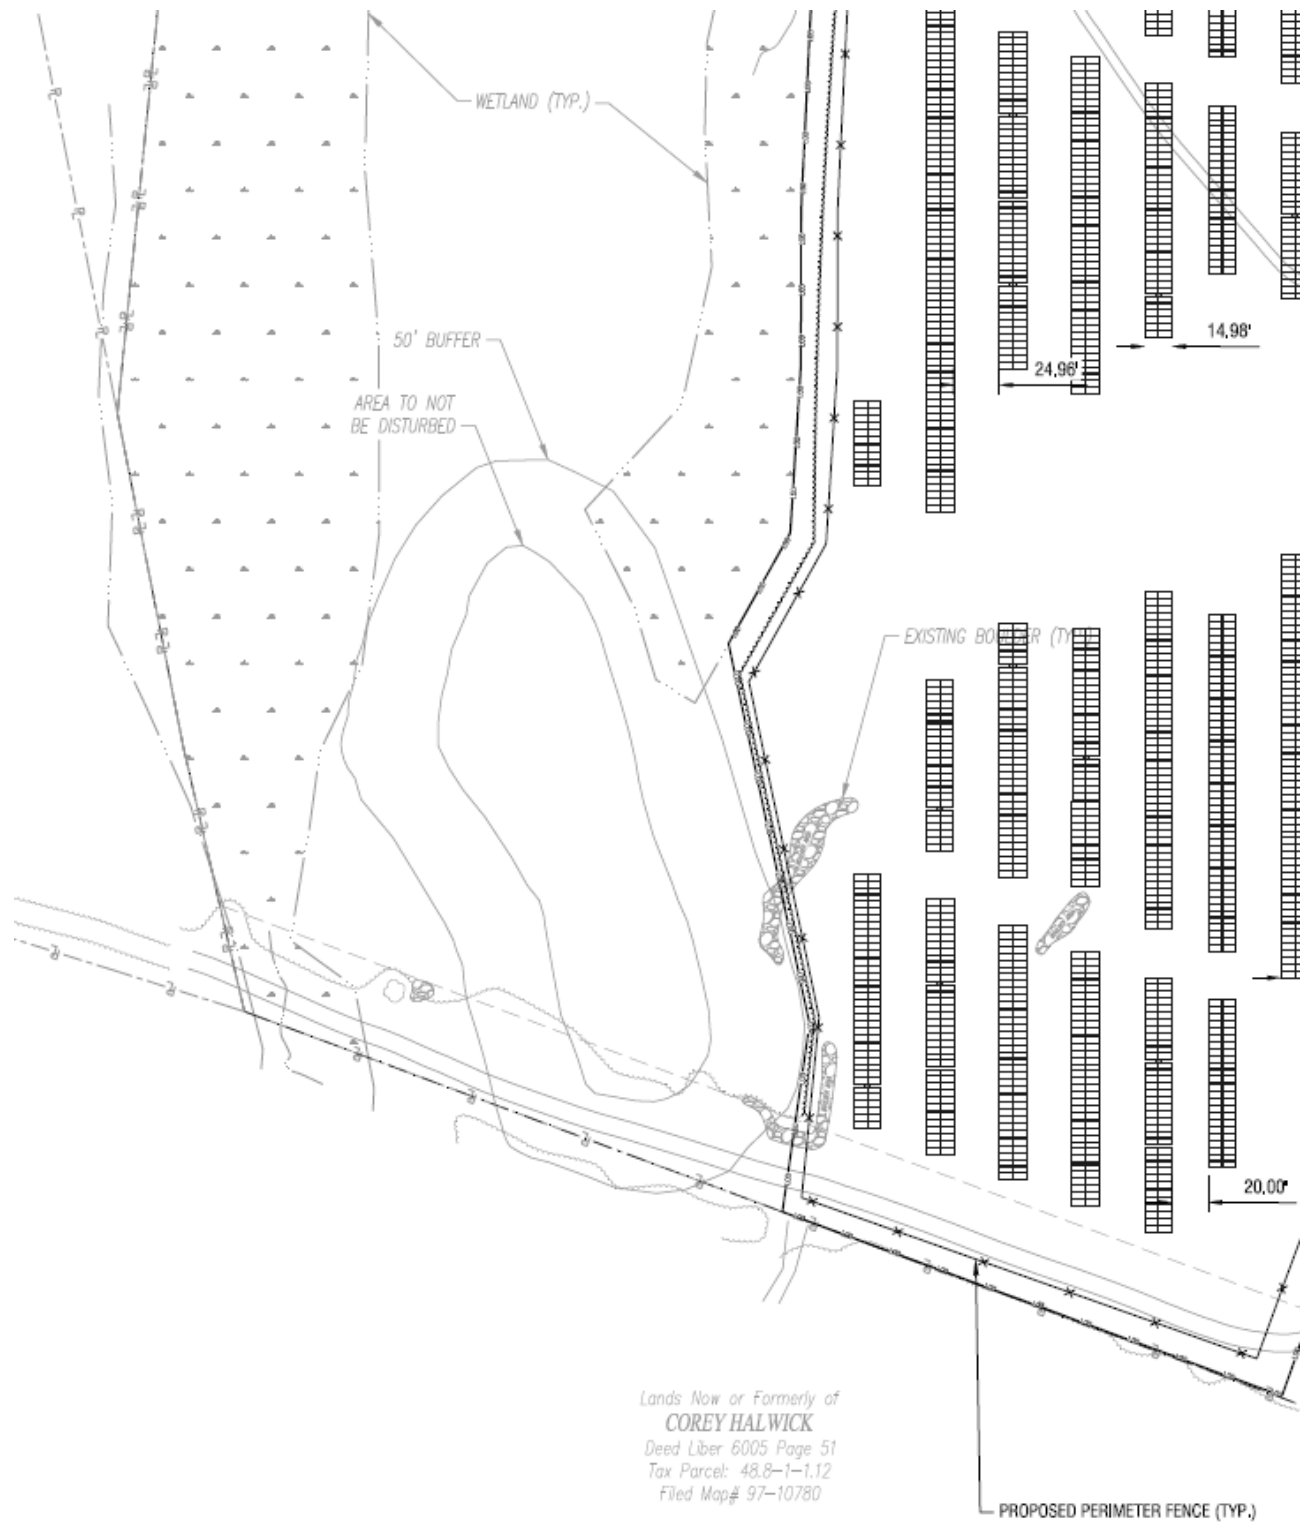 WETLAND (TYP.)
50' BUFFER
14.98'
24.96'
AREA TO NOT
BE DISTURBED
EXISTING BOULDER (TYP.)
20.00'
Lands Now or Formerly of
COREY HALWICK
Deed Liber 6005 Page 51
Tax Parcel: 48.8-1-1.12
Filed Map# 97-10780
PROPOSED PERIMETER FENCE (TYP.)